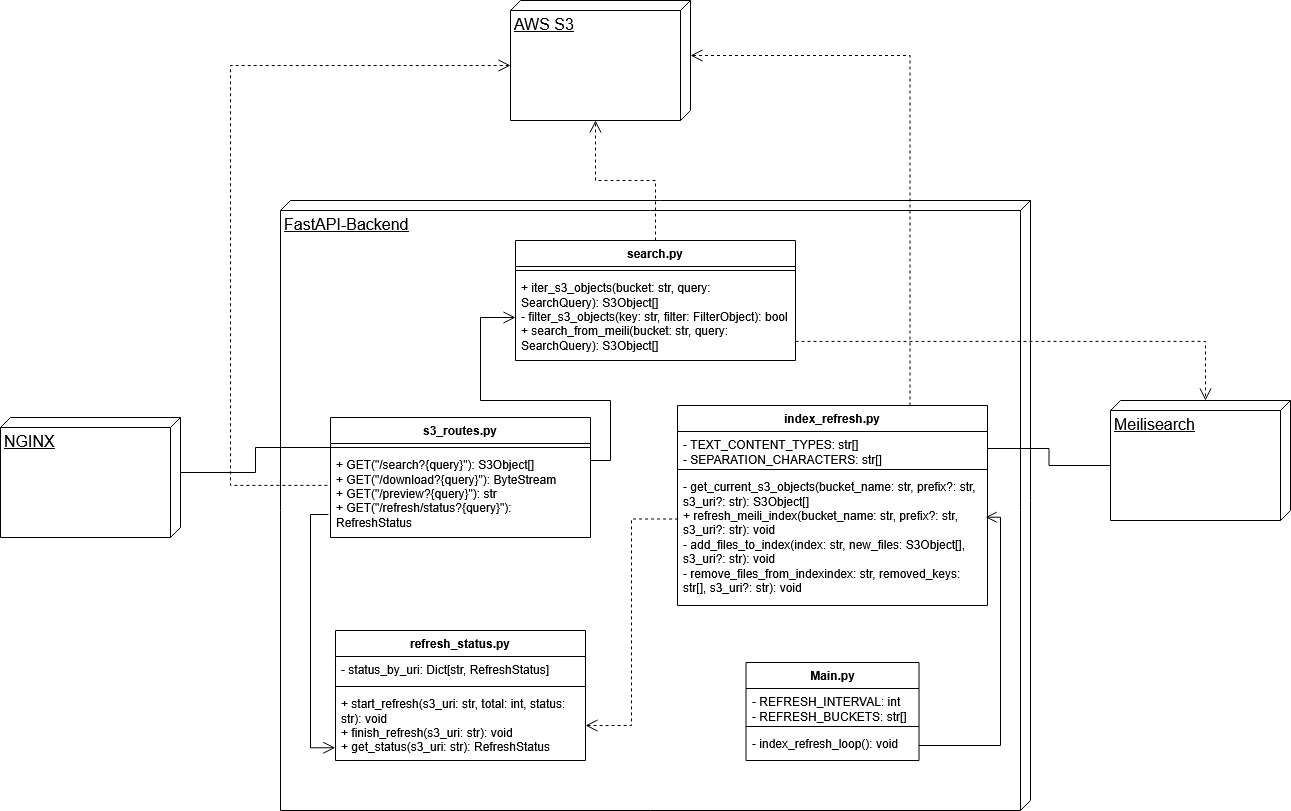 AWS S3
FastAPI-Backend
search.py
+ iter_s3_objects(bucket: str, query:
SearchQuery): S3Object[]
- filter_s3_objects(key: str, filter: FilterObject): bool
+ search_from_meili(bucket: str, query:
SearchQuery): S3Object[]
NGINX
s3_routes.py
+ GET("/search?{query}"): S3Object[]
+ GET("/download?{query}"): ByteStream
+ GET("/preview?{query}"): str
+ GET("/refresh/status?{query}"):
RefreshStatus
index_refresh.py
- TEXT_CONTENT_TYPES: str[]
- SEPARATION_CHARACTERS: str[]
- get_current_s3_objects(bucket_name: str, prefix?: str,
s3_uri?: str): S3Object[]
+ refresh_meili_index(bucket_name: str, prefix?: str,
s3_uri?: str): void
- add_files_to_index(index: str, new_files: S3Object[],
s3_uri?: str): void
- remove_files_from_indexindex: str, removed_keys:
str[], s3_uri?: str): void
Meilisearch
refresh_status.py
- status_by_uri: Dict[str, RefreshStatus]
+ start_refresh(s3_uri: str, total: int, status:
str): void
+ finish_refresh(s3_uri: str): void
+ get_status(s3_uri: str): RefreshStatus
Main.py
- REFRESH_INTERVAL: int
- REFRESH_BUCKETS: str[]
- index_refresh_loop(): void